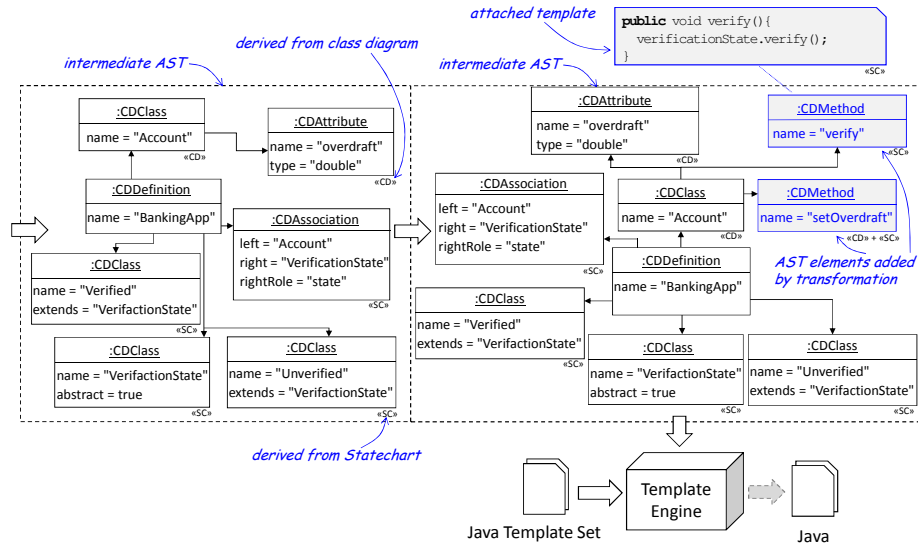 attached template
public void verify(){
verificationState.verify();
}
«SC»
derived from class diagram
intermediate AST
intermediate AST
:CDClass
name = "Account"
«CD»
:CDAttribute
name = "overdraft"
type = "double"
«CD»
:CDDefinition
name = "BankingApp"
:CDAssociation
left = "Account"
right = "VerificationState"
rightRole = "state"
«SC»
:CDClass
name = "Verified"
extends = "VerifactionState"
«SC»
:CDClass
name = "VerifactionState"
abstract = true
«SC»
:CDClass
name = "Unverified"
extends = "VerifactionState"
«SC»
derived from Statechart
:CDAttribute
name = "overdraft"
type = "double"
«CD»
:CDMethod
name = "verify"
«SC»
:CDAssociation
left = "Account"
right = "VerificationState"
rightRole = "state"
«SC»
:CDClass
name = "Account"
«CD»
:CDMethod
name = "setOverdraft"
«CD» + «SC»
AST elements added
by transformation
:CDDefinition
name = "BankingApp"
:CDClass
name = "Verified"
extends = "VerifactionState"
«SC»
:CDClass
name = "VerifactionState"
abstract = true
«SC»
:CDClass
name = "Unverified"
extends = "VerifactionState"
«SC»
Java Template Set
Template
Engine
Java